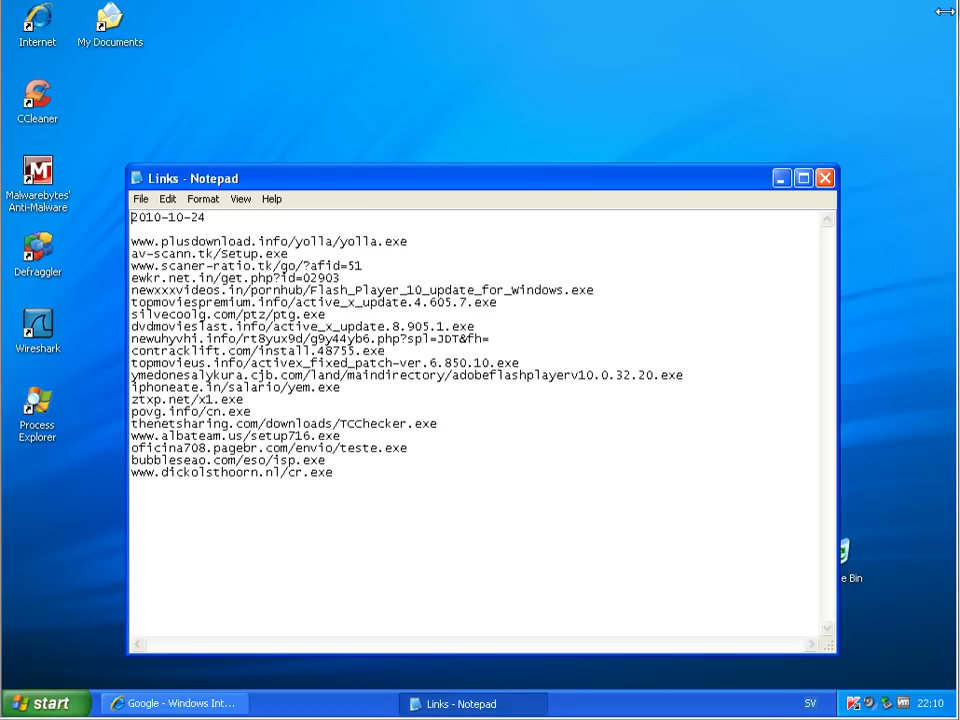 Internet
My Documents
CCleaner
Malwarebytes'
Anti-Malware
Defraggler
Wireshark
Process
Explorer
Links - Notepad
File Edit Format View Help
2010-10-24
www.plusdownload.info/yolla/yolla.exe
av-scann.tk/Setup.exe
www.scaner-ratio.tk/go/?afid=51
ewkr.net.in/get.php?id=02903
newxxxvideos.in/pornhub/Flash_Player_10_update_for_Windows.exe
topmoviespremium.info/active_x_update.4.605.7.exe
silvecoolg.com/ptz/ptg.exe
dvdmovieslast.info/active_x_update.8.905.1.exe
newuhyvhi.info/rt8yux9d/g9y44yb6.php?spl=JDT&fh=
contracklift.com/install.48755.exe
topmovieus.info/activex_fixed_patch-ver.6.850.10.exe
ymedonesalykura.cjb.com/land/maindirectory/adobeflashplayerv10.0.32.20.exe
iphoneate.in/salario/yem.exe
ztxp.net/x1.exe
povg.info/cn.exe
thenetsharing.com/downloads/TCChecker.exe
www.albateam.us/setup716.exe
oficina708.pagebr.com/envio/teste.exe
bubbleseao.com/eso/isp.exe
www.dickolsthoorn.nl/cr.exe
e Bin
start
Google - Windows Int...
Links - Notepad
SV
22:10